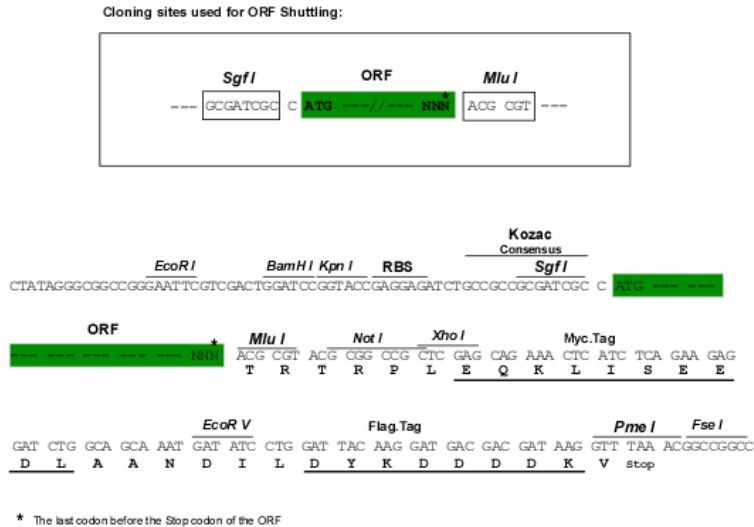 Cloning sites used for ORF Shuttling:
Sgf I ORF Mlu I
--- GCGATCGC C ATG ---//--- NNN* ACG CGT ---
Kozac
Consensus
EcoR I BamH I Kpn I RBS Sgf I
CTATAGGGCGGCCGGGAATTCGTCGACTGGATCCGGTACCGAGGAGATCTGCCGCCGCGATCGC C ATG --- ---
ORF Mlu I Not I Xho I Myc.Tag
--- --- --- --- --- NNN* ACG CGT ACG CGG CCG CTC GAG CAG AAA CTC ATC TCA GAA GAG
T R T R P L E Q K L I S E E
EcoR V Flag.Tag Pme I Fse I
GAT CTG GCA GCA AAT GAT ATC CTG GAT TAC AAG GAT GAC GAC GAT AAG GTT TAA ACGGCCGGCC
D L A A N D I L D Y K D D D D K V Stop
* The last codon before the Stop codon of the ORF